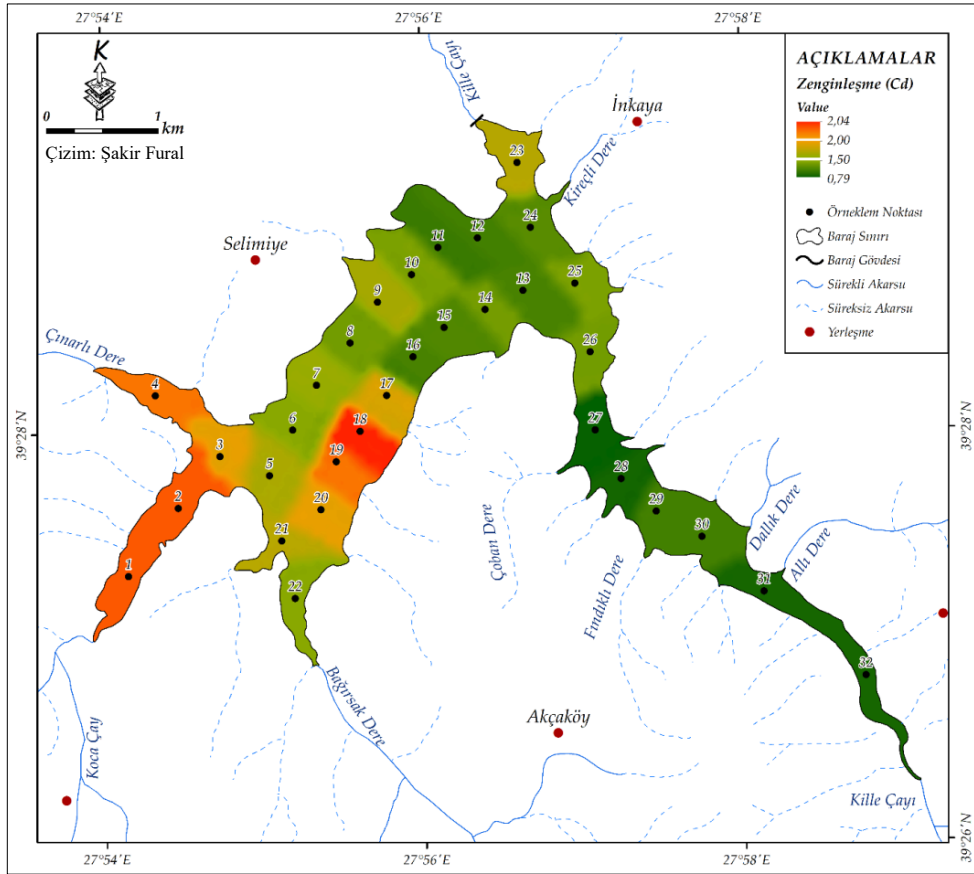 27°54′E
27°56′E
27°58′E
K
0 1
km
Çizim: Şakir Fural
AÇIKLAMALAR
Zenginleşme (Cd)
Value
2,04
2,00
1,50
0,79
Örneklem Noktası
Baraj Sınırı
Baraj Gövdesi
Sürekli Akarsu
Süreksiz Akarsu
Yerleşme
Kille Çayı
İnkaya
Kireçli Dere
Selimiye
Çınarlı Dere
23
24
12
11
10
25
13
9
14
15
8
26
16
7
17
4
18
6
27
3
19
5
28
2
20
29
30
21
1
31
22
32
39°28′N
39°28′N
Çoban Dere
Fındıklı Dere
Dallık Dere
Allı Dere
Bağırsak Dere
Akçaköy
Koca Çay
Kille Çayı
39°26′N
27°54′E
27°56′E
27°58′E